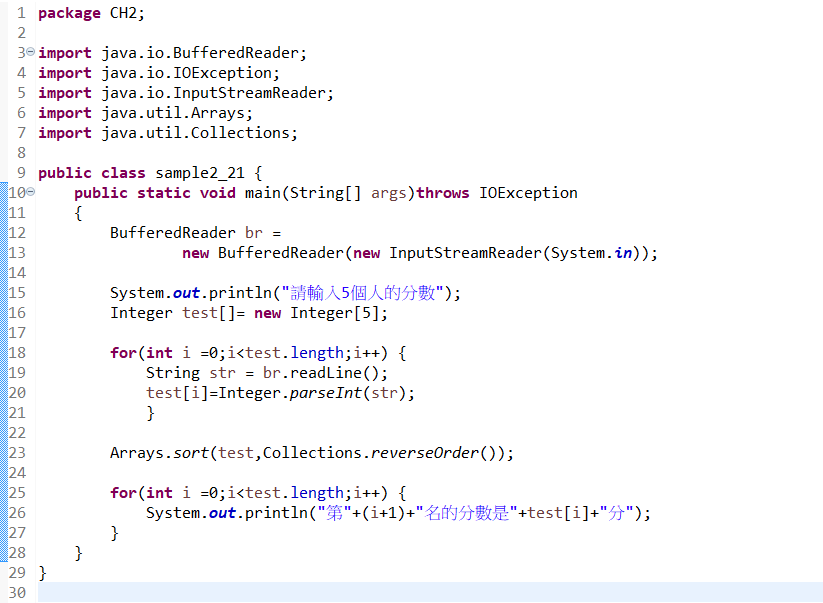 1 package CH2;
2
3 import java.io.BufferedReader;
4 import java.io.IOException;
5 import java.io.InputStreamReader;
6 import java.util.Arrays;
7 import java.util.Collections;
8
9 public class sample2_21 {
10 public static void main(String[] args)throws IOException
11 {
12 BufferedReader br =
13 new BufferedReader(new InputStreamReader(System.in));
14
15 System.out.println("請輸入5個人的分數");
16 Integer test[]= new Integer[5];
17
18 for(int i =0;i<test.length;i++) {
19 String str = br.readLine();
20 test[i]=Integer.parseInt(str);
21 }
22
23 Arrays.sort(test,Collections.reverseOrder());
24
25 for(int i =0;i<test.length;i++) {
26 System.out.println("第"+(i+1)+"名的分數是"+test[i]+"分");
27 }
28 }
29 }
30